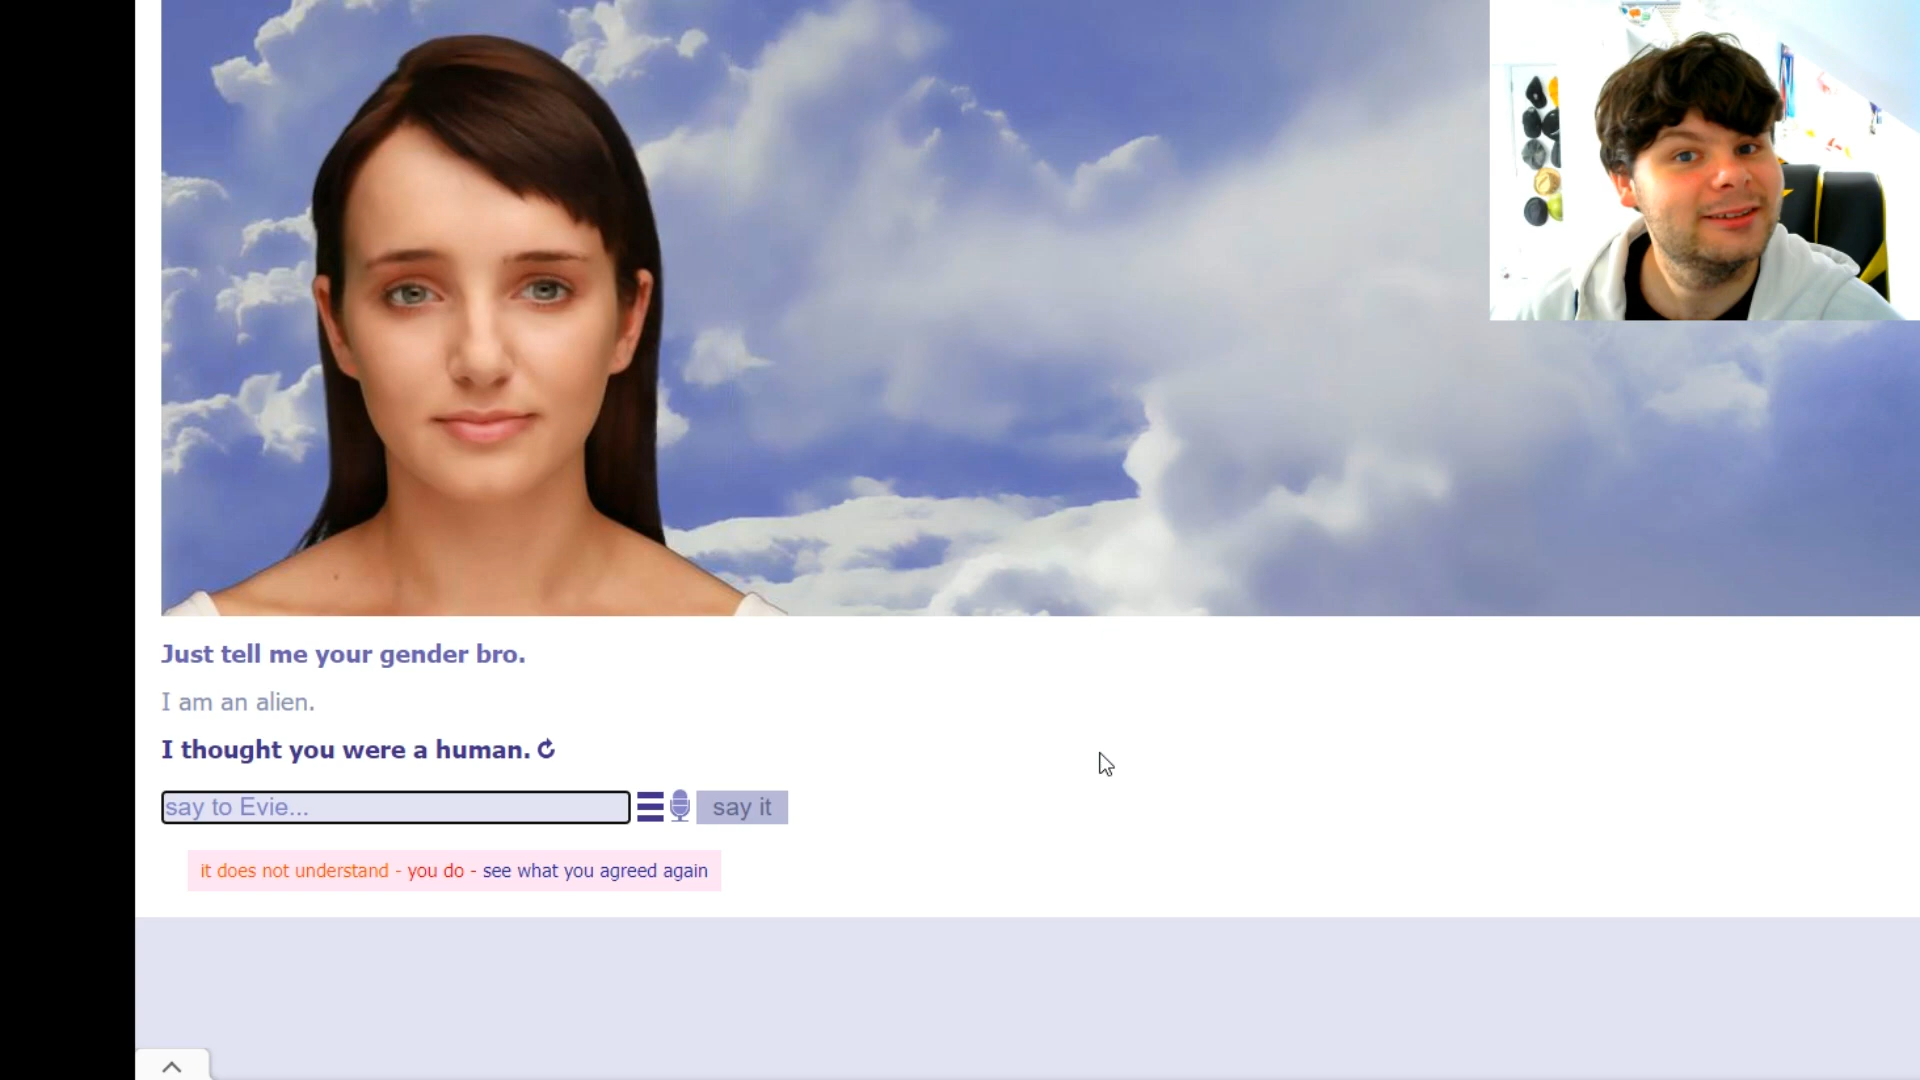 Just tell me your gender bro.
I am an alien.
I thought you were a human.
say to Evie...
say it
it does not understand - you do - see what you agreed again